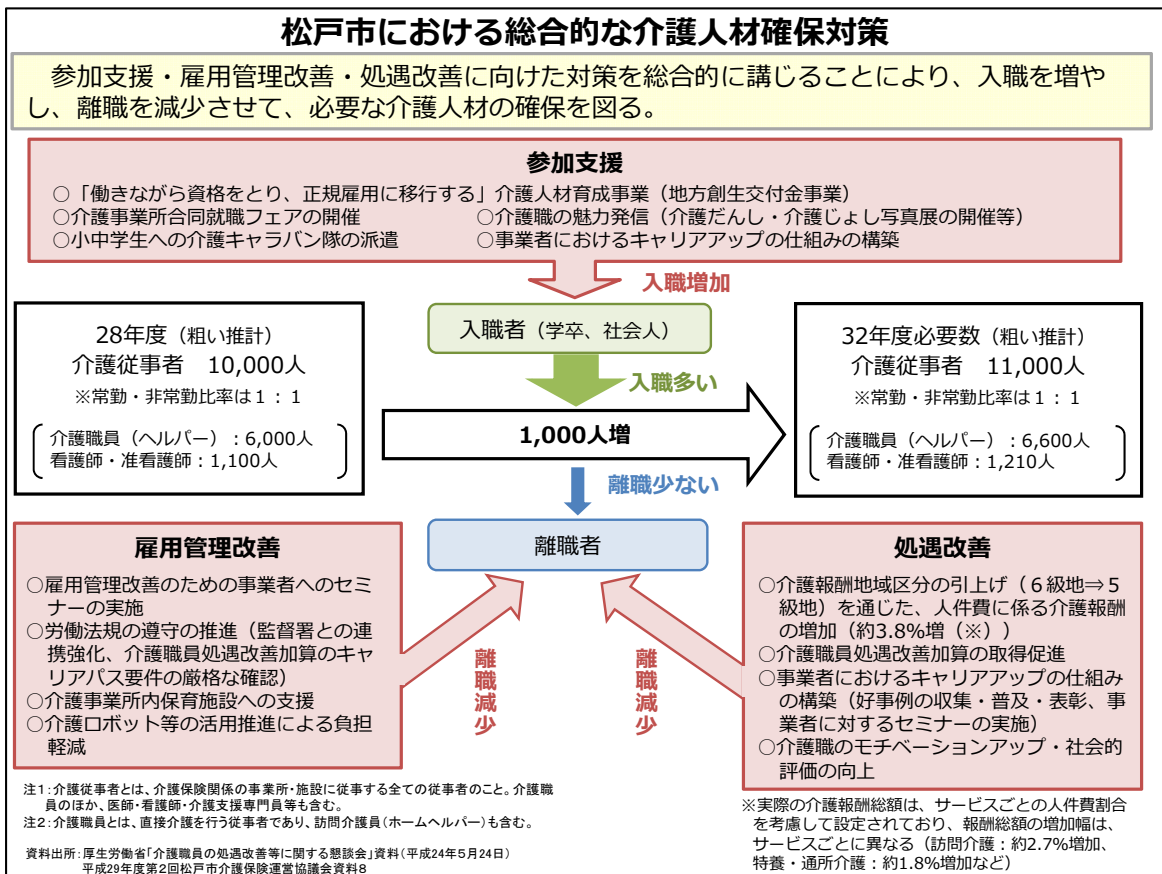 松戸市における総合的な介護人材確保対策
参加支援・雇用管理改善・処遇改善に向けた対策を総合的に講じることにより、入職を増や
し、離職を減少させて、必要な介護人材の確保を図る。
参加支援
○「働きながら資格をとり、正規雇用に移行する」介護人材育成事業（地方創生交付金事業）
○介護事業所合同就職フェアの開催　○介護職の魅力発信（介護だんし・介護じょし写真展の開催等）
○小中学生への介護キャラバン隊の派遣　○事業者におけるキャリアアップの仕組みの構築
入職増加
28年度（粗い推計）
介護従事者　10,000人
※常勤・非常勤比率は１：１
介護職員（ヘルパー）：6,000人
看護師・准看護師：1,100人
入職者（学卒、社会人）
入職多い
1,000人増
離職少ない
離職者
32年度必要数（粗い推計）
介護従事者　11,000人
※常勤・非常勤比率は１：１
介護職員（ヘルパー）：6,600人
看護師・准看護師：1,210人
雇用管理改善
○雇用管理改善のための事業者へのセミ
ナーの実施
○労働法規の遵守の推進（監督署との連
携強化、介護職員処遇改善加算のキャ
リアパス要件の厳格な確認）
○介護事業所内保育施設への支援
○介護ロボット等の活用推進による負担
軽減
離職減少
離職減少
処遇改善
○介護報酬地域区分の引上げ（６級地⇒５
級地）を通じた、人件費に係る介護報酬
の増加（約3.8%増（※））
○介護職員処遇改善加算の取得促進
○事業者におけるキャリアアップの仕組み
の構築（好事例の収集・普及・表彰、事
業者に対するセミナーの実施）
○介護職のモチベーションアップ・社会的
評価の向上
注１：介護従事者とは、介護保険関係の事業所・施設に従事する全ての従事者のこと。介護職
員のほか、医師・看護師・介護支援専門員等も含む。
注２：介護職員とは、直接介護を行う従事者であり、訪問介護員（ホームヘルパー）も含む。
資料出所：厚生労働省「介護職員の処遇改善等に関する懇談会」資料（平成24年５月24日）
平成29年度第２回松戸市介護保険運営協議会資料８
※実際の介護報酬総額は、サービスごとの人件費割合
を考慮して設定されており、報酬総額の増加幅は、
サービスごとに異なる（訪問介護：約2.7%増加、
特養・通所介護：約1.8%増加など）